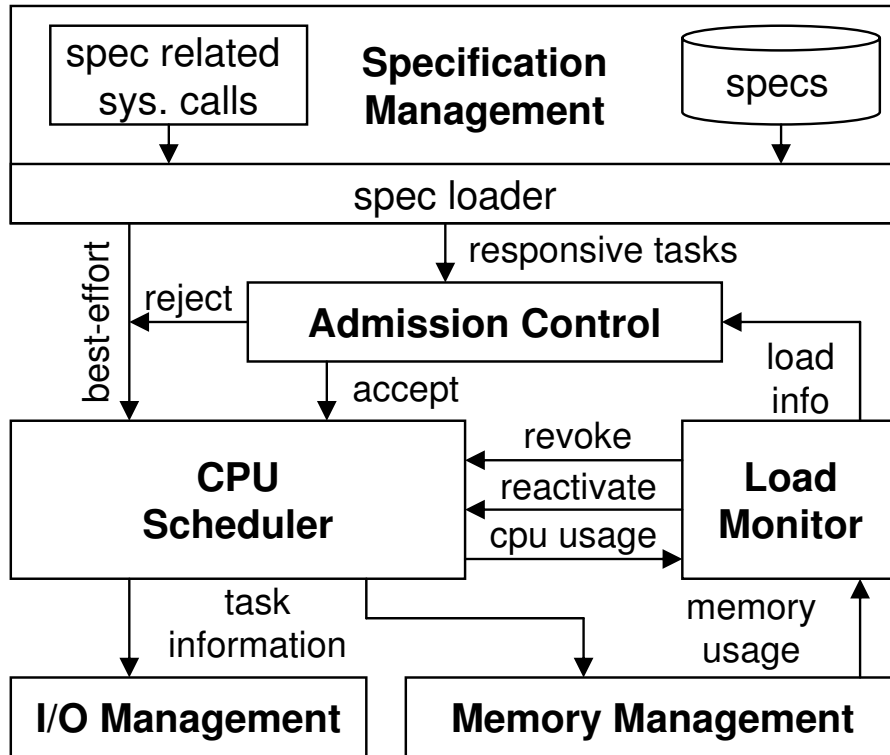 spec related
sys. calls
Specification
Management
specs
spec loader
responsive tasks
best-effort
reject
Admission Control
load
info
accept
revoke
CPU
Scheduler
reactivate
Load
Monitor
cpu usage
task
information
memory
usage
I/O Management
Memory Management